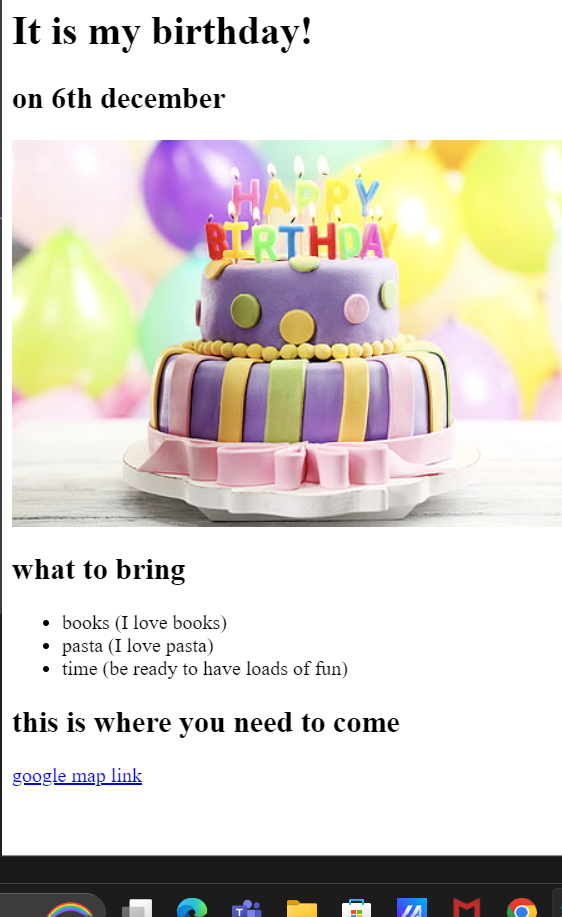 It is my birthday!
on 6th december
HAPPY
BIRTHDAY
what to bring
books (I love books)
pasta (I love pasta)
time (be ready to have loads of fun)
this is where you need to come
google map link